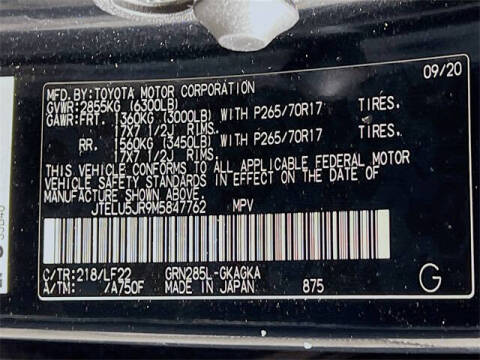 09/20
MFD. BY: TOYOTA MOTOR CORPORATION
GVWR: 2855KG (6300LB)
GAWR: FRT. 1360KG (3000LB) WITH P265/70R17 TIRES,
17X7 1/2J RIMS.
RR. 1560KG (3450LB) WITH P265/70R17 TIRES,
17X7 1/2J RIMS.
THIS VEHICLE CONFORMS TO ALL APPLICABLE FEDERAL MOTOR
VEHICLE SAFETY STANDARDS IN EFFECT ON THE DATE OF
MANUFACTURE SHOWN ABOVE.
JTELU5JR9M5847762 MPV
C/TR: 218/LF22 GRN285L-GKAGKA
A/TM: /A750F MADE IN JAPAN 875 G